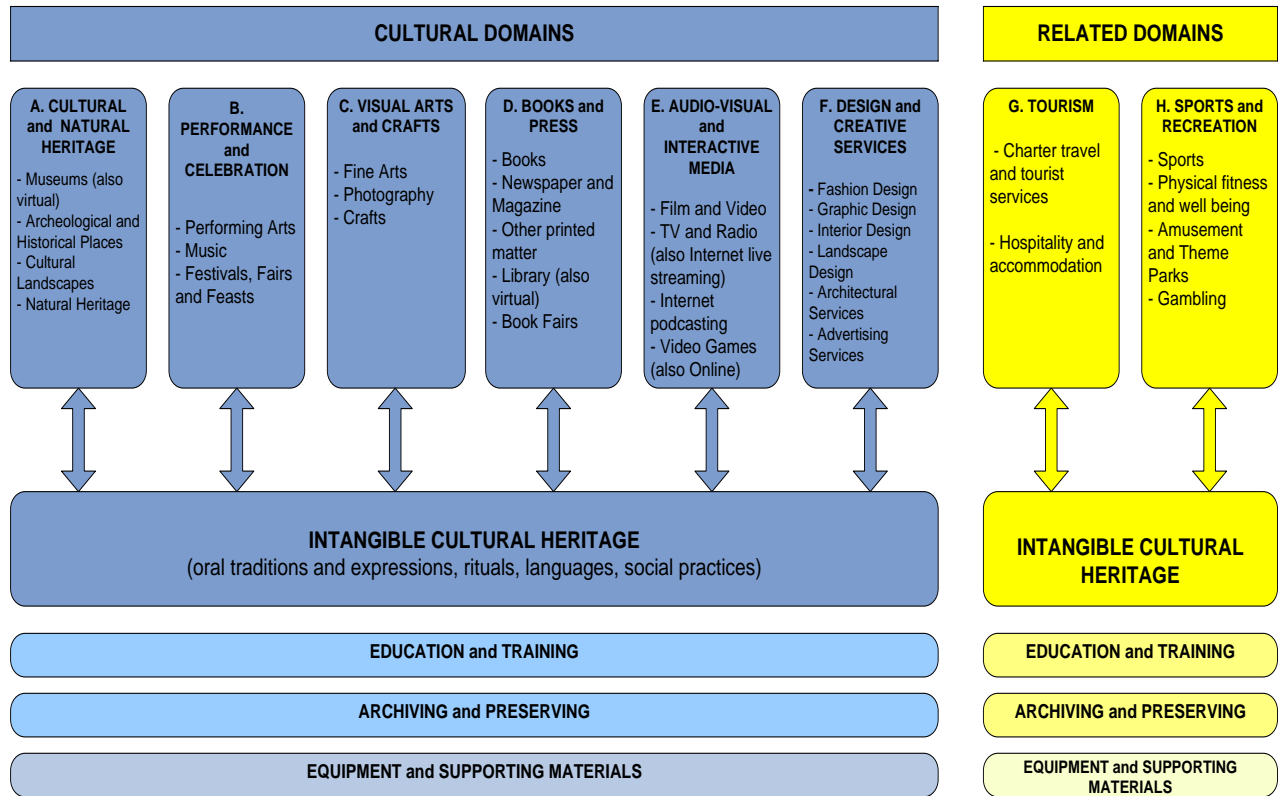 CULTURAL DOMAINS
RELATED DOMAINS
A. CULTURAL
and NATURAL
HERITAGE
- Museums (also
virtual)
- Archeological and
Historical Places
- Cultural
Landscapes
- Natural Heritage
B.
PERFORMANCE
and
CELEBRATION
- Performing Arts
- Music
- Festivals, Fairs
and Feasts
C. VISUAL ARTS
and CRAFTS
- Fine Arts
- Photography
- Crafts
D. BOOKS and
PRESS
- Books
- Newspaper and
Magazine
- Other printed
matter
- Library (also
virtual)
- Book Fairs
E. AUDIO-VISUAL
and
INTERACTIVE
MEDIA
- Film and Video
- TV and Radio
(also Internet live
streaming)
- Internet
podcasting
- Video Games
(also Online)
F. DESIGN and
CREATIVE
SERVICES
- Fashion Design
- Graphic Design
- Interior Design
- Landscape
Design
- Architectural
Services
- Advertising
Services
G. TOURISM
- Charter travel
and tourist
services
- Hospitality and
accommodation
H. SPORTS and
RECREATION
- Sports
- Physical fitness
and well being
- Amusement
and Theme
Parks
- Gambling
INTANGIBLE CULTURAL HERITAGE
(oral traditions and expressions, rituals, languages, social practices)
INTANGIBLE CULTURAL
HERITAGE
EDUCATION and TRAINING
EDUCATION and TRAINING
ARCHIVING and PRESERVING
ARCHIVING and PRESERVING
EQUIPMENT and SUPPORTING MATERIALS
EQUIPMENT and SUPPORTING
MATERIALS